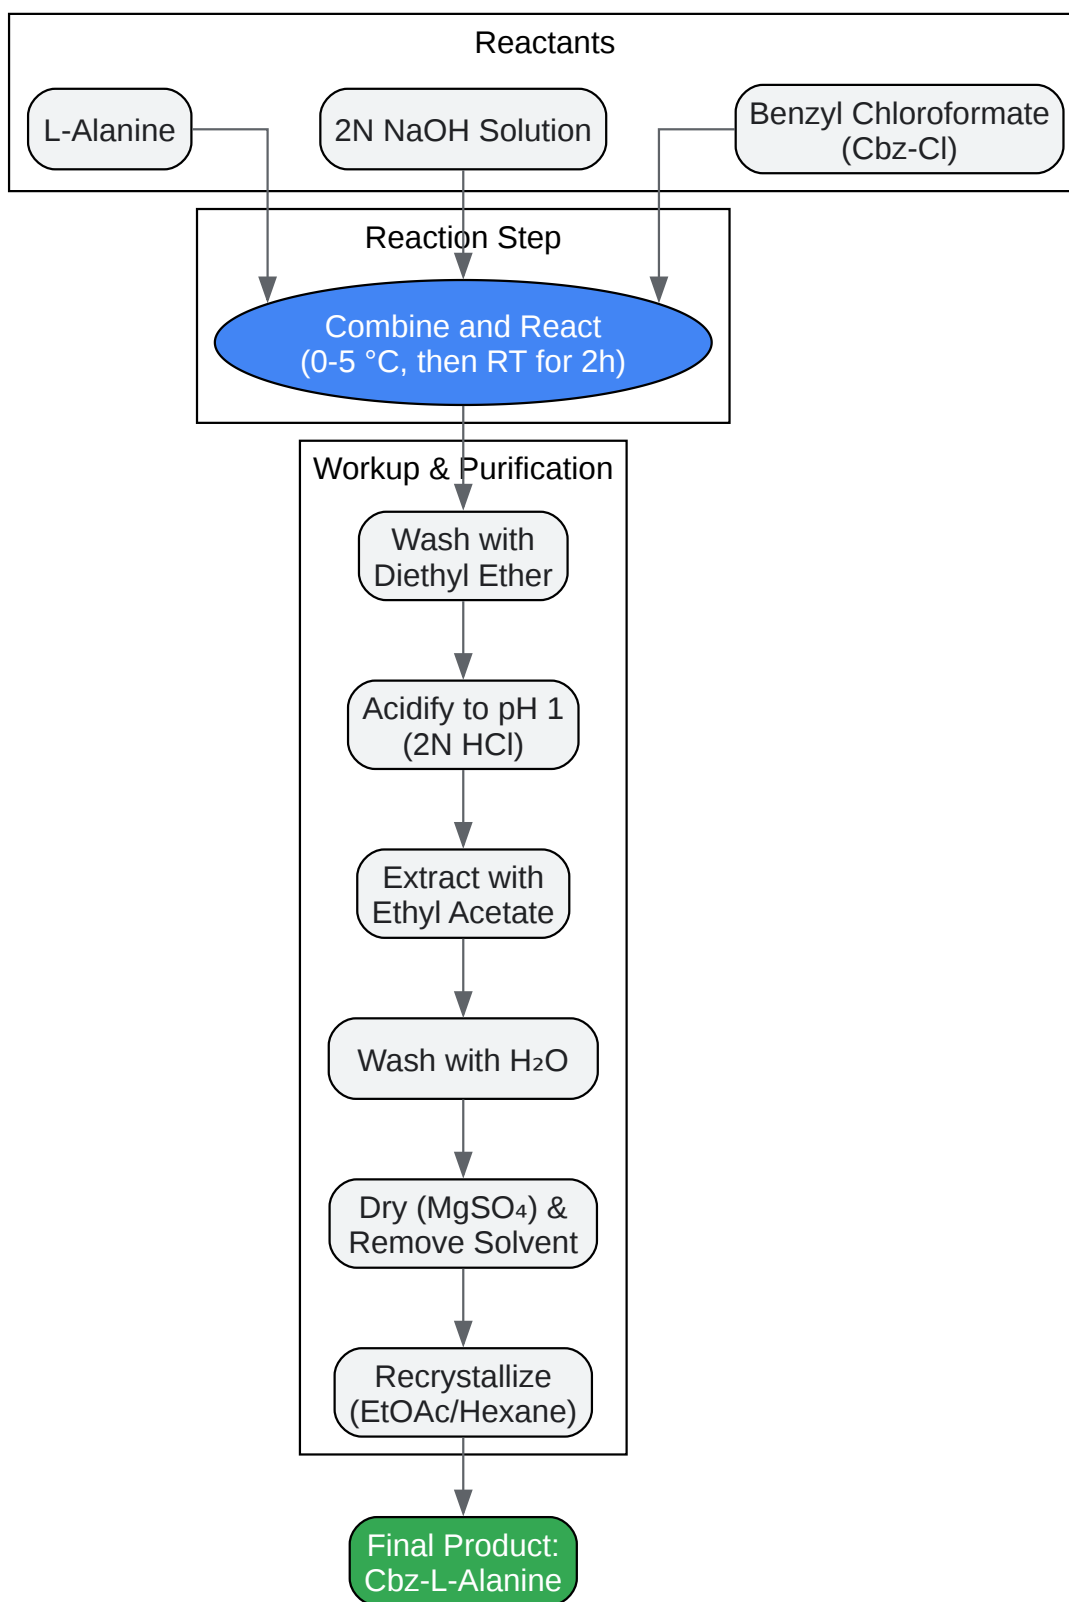 Reactants
L-Alanine
2N NaOH Solution
Benzyl Chloroformate
(Cbz-Cl)
Reaction Step
Combine and React
(0-5 °C, then RT for 2h)
Workup & Purification
Wash with
Diethyl Ether
Acidify to pH 1
(2N HCl)
Extract with
Ethyl Acetate
Wash with H₂O
Dry (MgSO₄) &
Remove Solvent
Recrystallize
(EtOAc/Hexane)
Final Product:
Cbz-L-Alanine